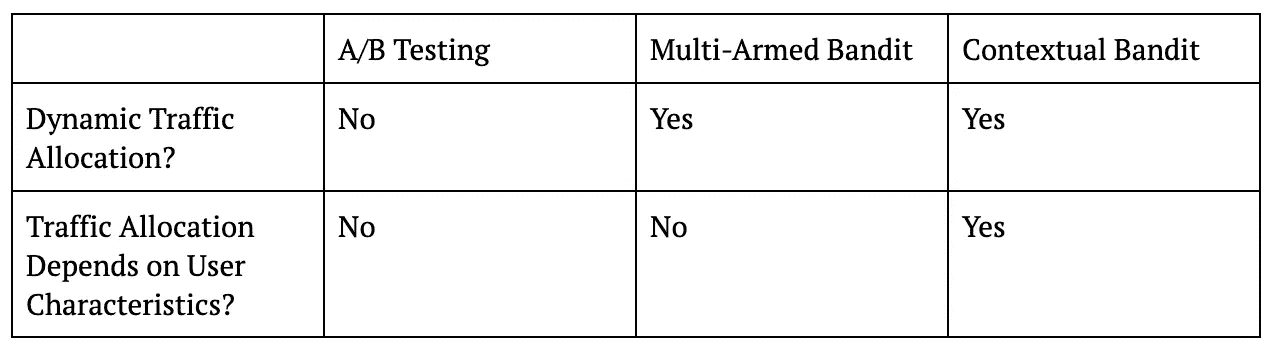 A/B Testing
Multi-Armed Bandit
Contextual Bandit
Dynamic Traffic
Allocation?
No
Yes
Yes
Traffic Allocation
Depends on User
Characteristics?
No
No
Yes